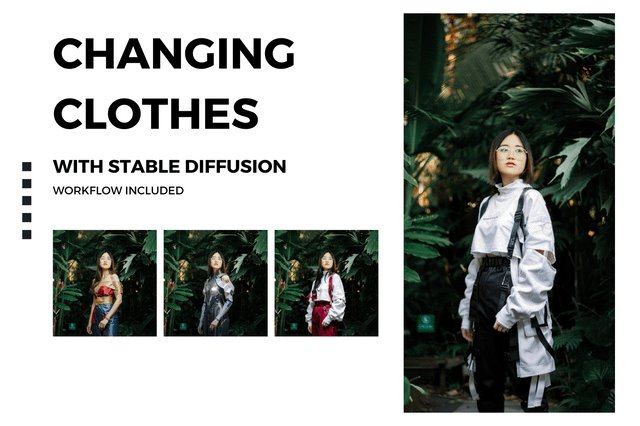 CHANGING
CLOTHES
WITH STABLE DIFFUSION
WORKFLOW INCLUDED